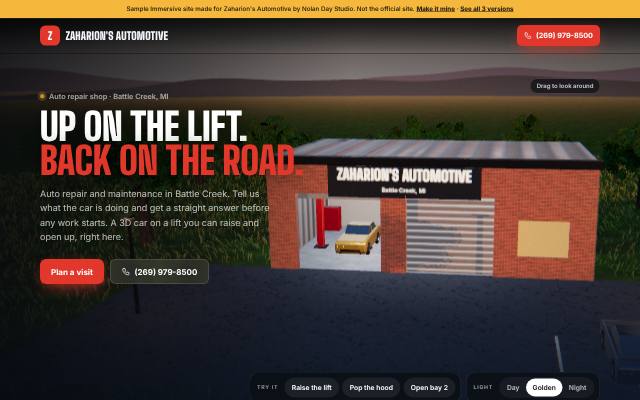 Sample Immersive site made for Zaharion's Automotive by Nolan Day Studio. Not the official site. Make it mine · See all 3 versions
Z ZAHARION'S AUTOMOTIVE
(269) 979-8500
Drag to look around
Auto repair shop · Battle Creek, MI
UP ON THE LIFT.
BACK ON THE ROAD.
ZAHARION'S AUTOMOTIVE
Battle Creek, MI
Auto repair and maintenance in Battle Creek. Tell us
what the car is doing and get a straight answer before
any work starts. A 3D car on a lift you can raise and
open up, right here.
Plan a visit
(269) 979-8500
TRY IT Raise the lift Pop the hood Open bay 2
LIGHT Day Golden Night